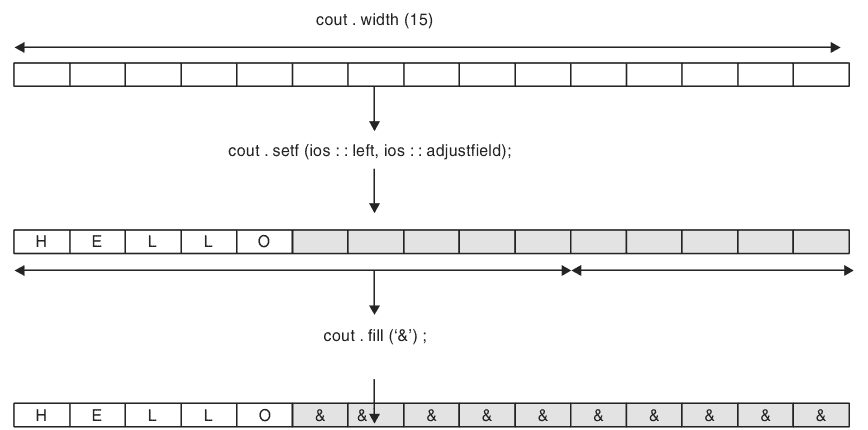 cout . width (15)
cout . setf (ios : : left, ios : : adjustfield);
H E L L O
cout . fill (‘&’) ;
H E L L O & & & & & & & & & &